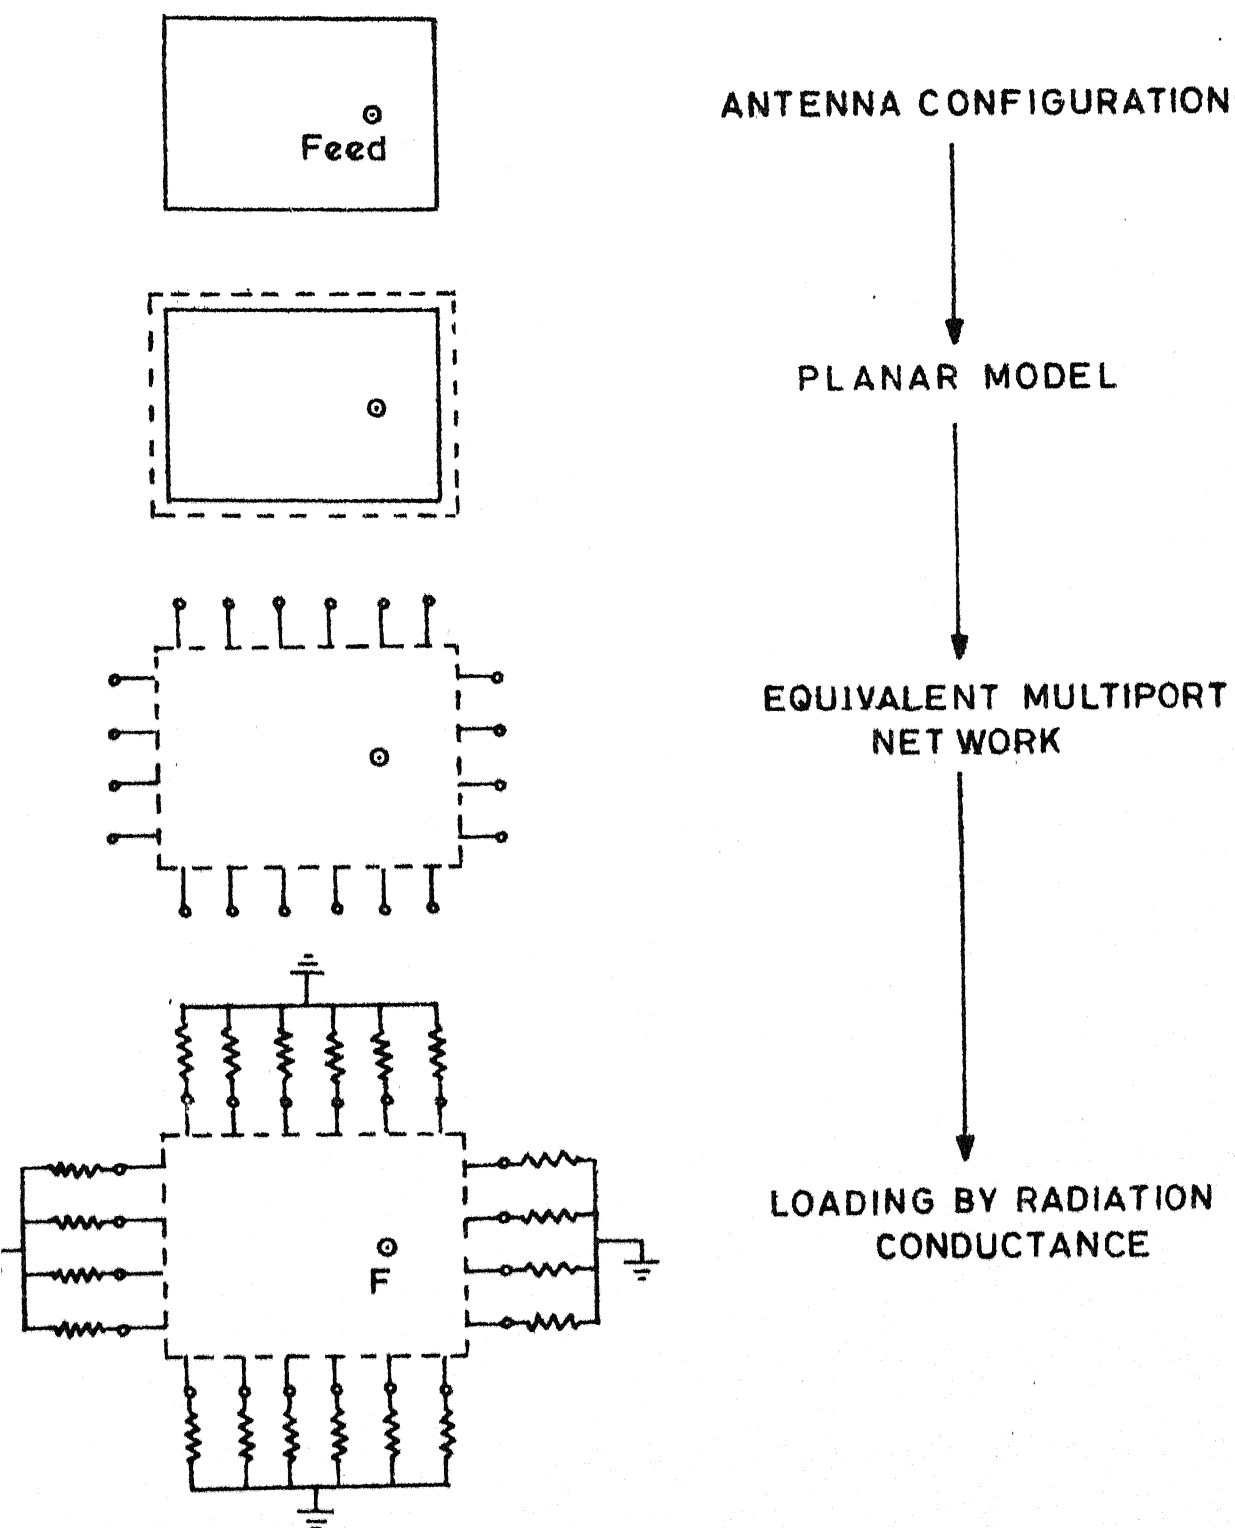 ANTENNA CONFIGURATION
Feed
PLANAR MODEL
EQUIVALENT MULTIPORT
NET WORK
LOADING BY RADIATION
CONDUCTANCE
F